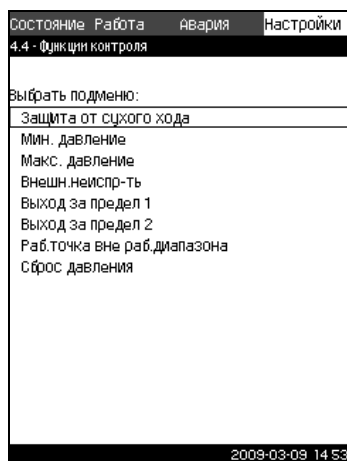 Состояние Работа Авария Настройки
4.4 - Функции контроля
Выбрать подменю:
Защита от сухого хода
Мин. давление
Макс. давление
Внешн.неиспр-ть
Выход за предел 1
Выход за предел 2
Раб.точка вне раб.диапазона
Сброс давления
2009-03-09 14:53